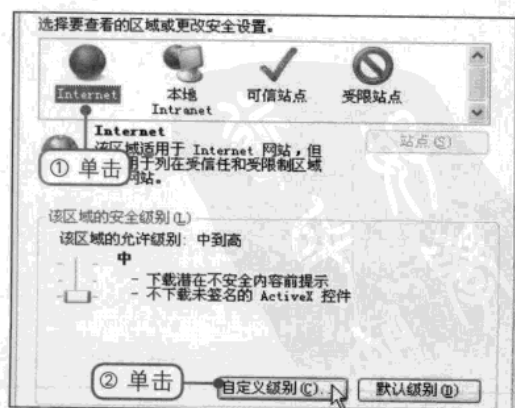 选择要查看的区域或更改安全设置。
Internet
本地
Intranet
可信站点
受限站点
Internet
该区域适用于 Internet 网站，但
用于列在受信任和受限制区域
网站。
站点(S)
① 单击
该区域的安全级别(L)
该区域的允许级别: 中到高
中
- 下载潜在不安全内容前提示
- 不下载未签名的 ActiveX 控件
② 单击
自定义级别(C)...
默认级别(D)